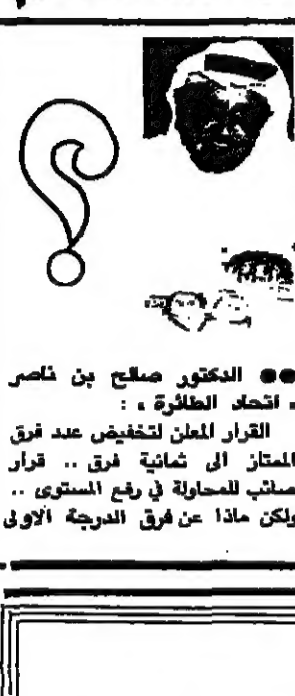 ●● الدكتور صالح بن ناصر
« اتحاد الطائرة » :
القرار المعلن لتخفيض عدد فرق
الممتاز الى ثمانية فرق .. قرار
صائب للمحاولة في رفع المستوى ..
ولكن ماذا عن فرق الدرجة الاولى